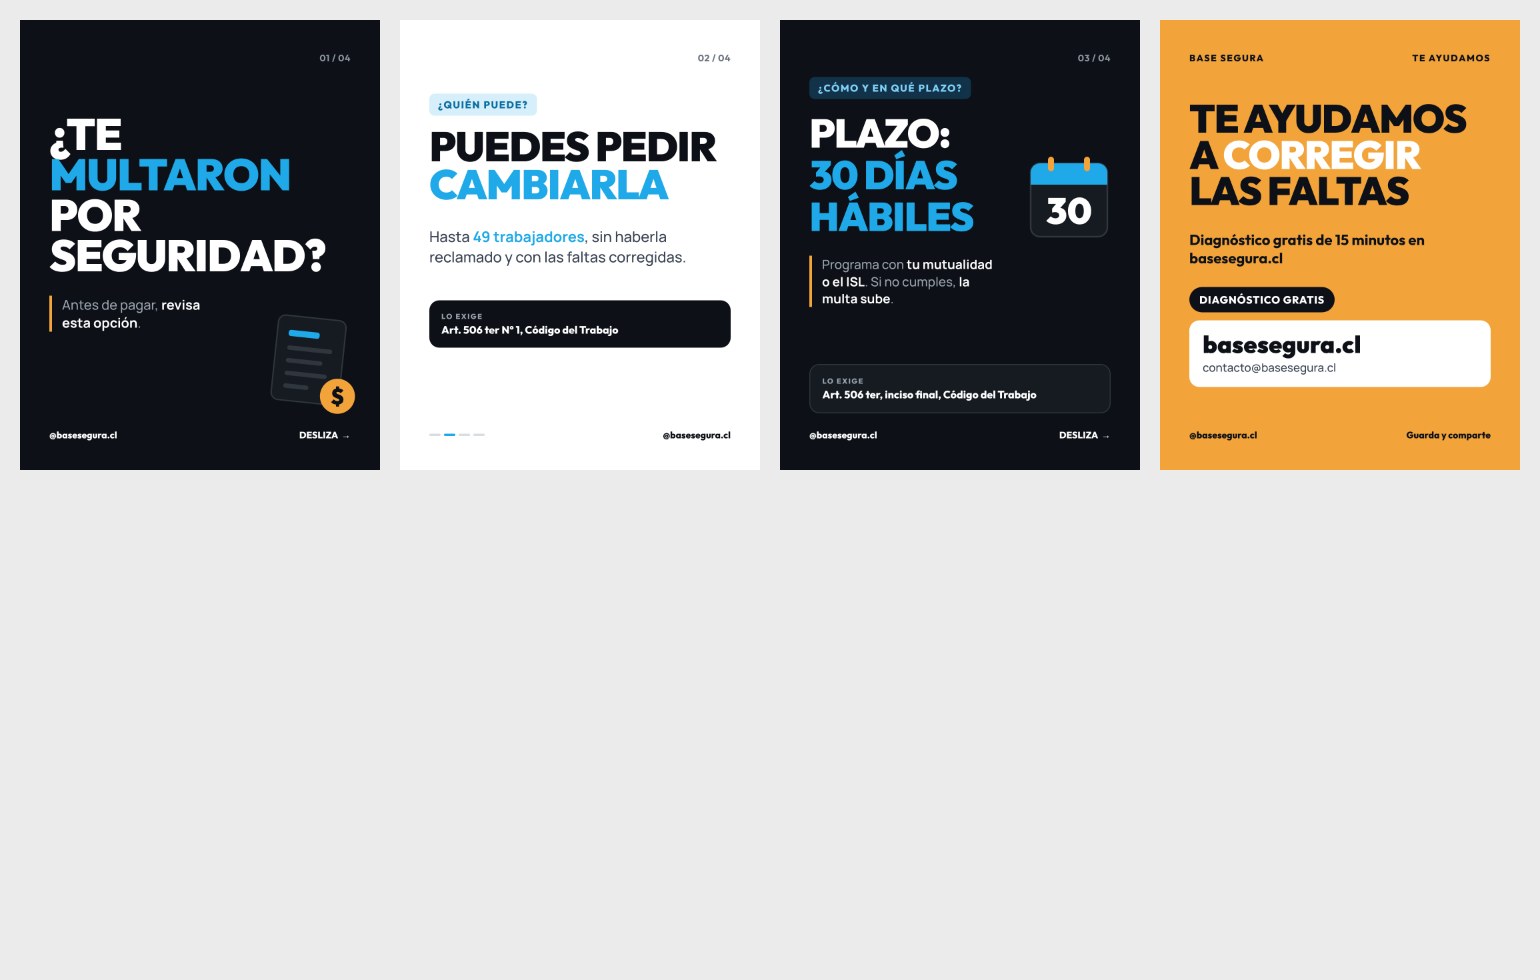 01 / 04
¿TE
MULTARON
POR
SEGURIDAD?
Antes de pagar, revisa
esta opción.
$
@basesegura.cl
DESLIZA →
02 / 04
¿QUIÉN PUEDE?
PUEDES PEDIR
CAMBIARLA
Hasta 49 trabajadores, sin haberla
reclamado y con las faltas corregidas.
LO EXIGE
Art. 506 ter N° 1, Código del Trabajo
@basesegura.cl
03 / 04
¿CÓMO Y EN QUÉ PLAZO?
PLAZO:
30 DÍAS
HÁBILES
30
Programa con tu mutualidad
o el ISL. Si no cumples, la
multa sube.
LO EXIGE
Art. 506 ter, inciso final, Código del Trabajo
@basesegura.cl
DESLIZA →
BASE SEGURA
TE AYUDAMOS
TE AYUDAMOS
A CORREGIR
LAS FALTAS
Diagnóstico gratis de 15 minutos en
basesegura.cl
DIAGNÓSTICO GRATIS
basesegura.cl
contacto@basesegura.cl
@basesegura.cl
Guarda y comparte